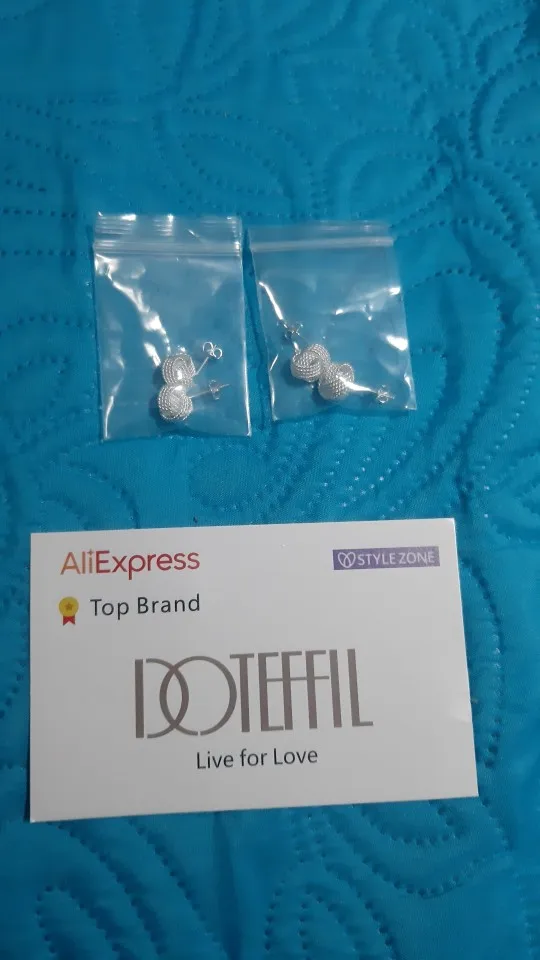 AliExpress
STYLE ZONE
Top Brand
DOTEFFIL
Live for Love